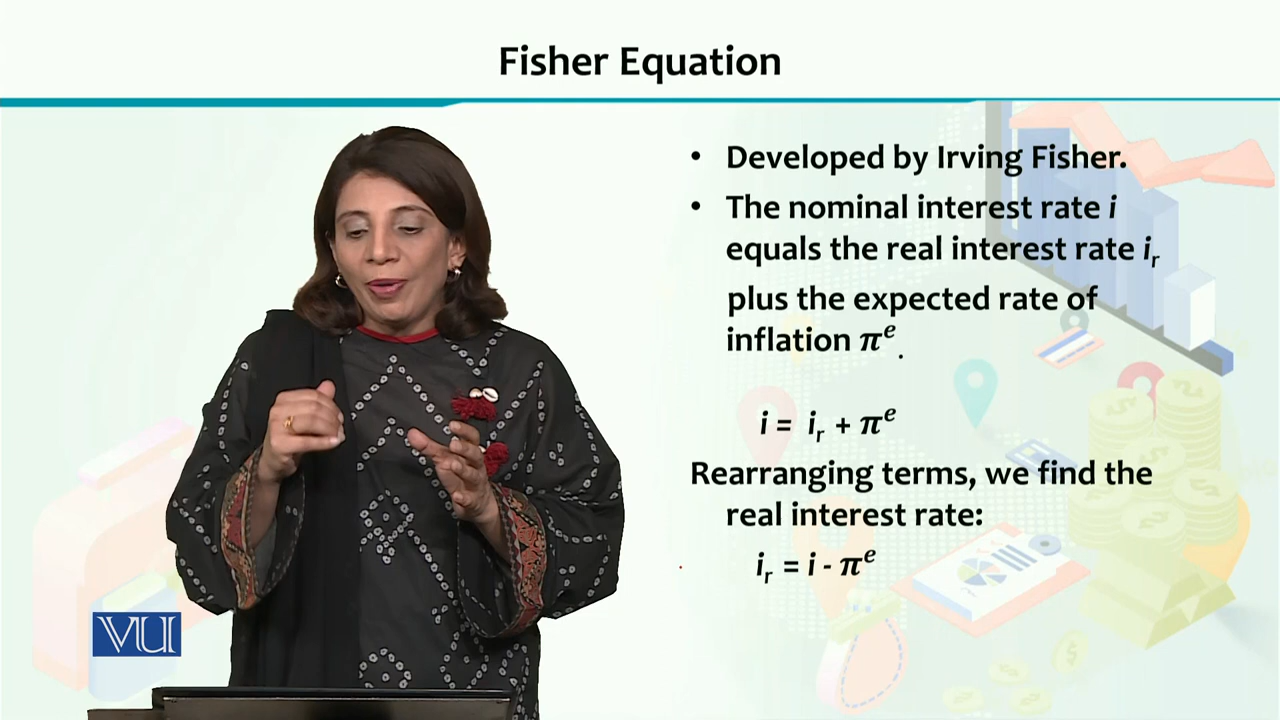 Fisher Equation
• Developed by Irving Fisher.
• The nominal interest rate i
equals the real interest rate iᵣ
plus the expected rate of
inflation πᵉ.
i = iᵣ + πᵉ
Rearranging terms, we find the
real interest rate:
iᵣ = i - πᵉ
VU